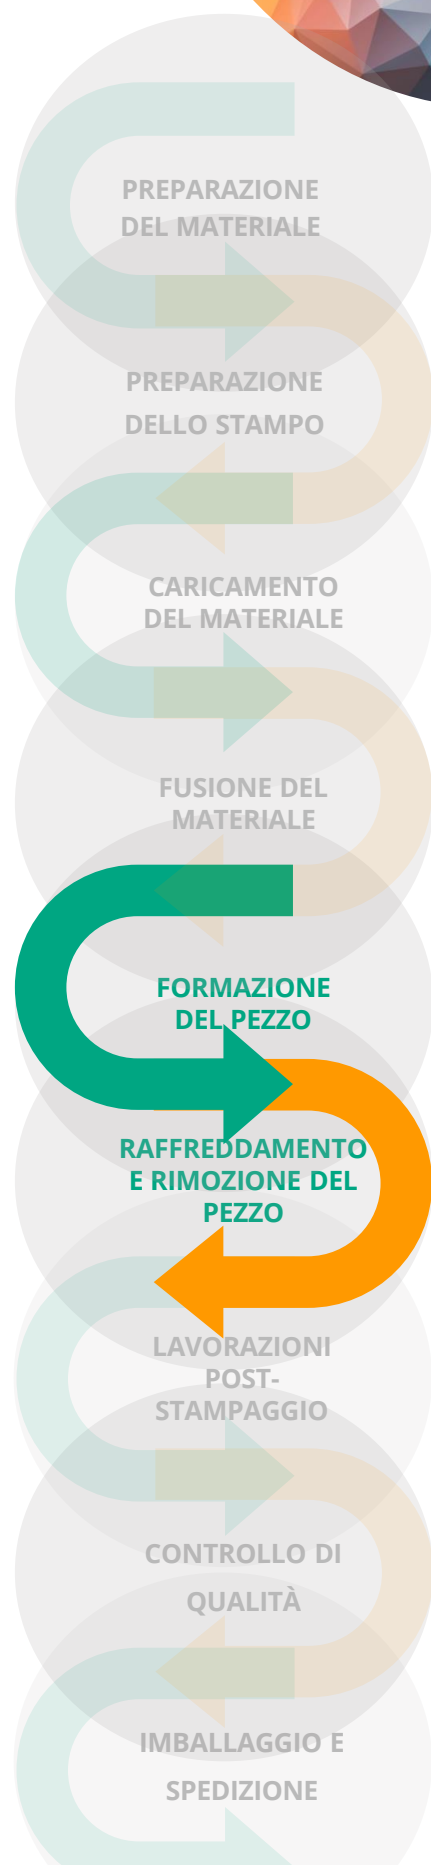 PREPARAZIONE
DEL MATERIALE
PREPARAZIONE
DELLO STAMPO
CARICAMENTO
DEL MATERIALE
FUSIONE DEL
MATERIALE
FORMAZIONE
DEL PEZZO
RAFFREDDAMENTO
E RIMOZIONE DEL
PEZZO
LAVORAZIONI
POST-
STAMPAGGIO
CONTROLLO DI
QUALITÀ
IMBALLAGGIO E
SPEDIZIONE